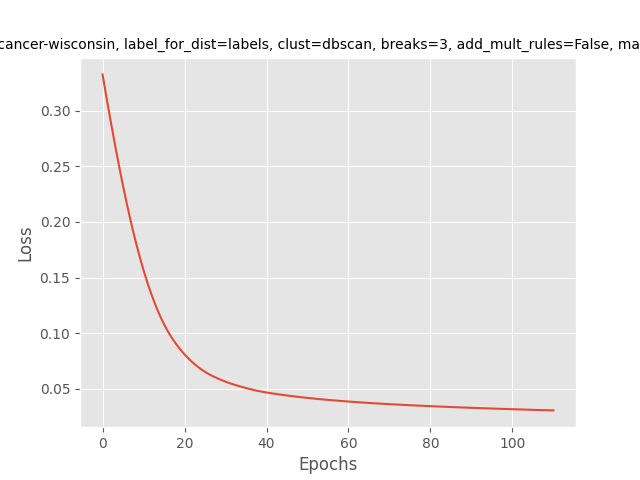 cancer-wisconsin, label_for_dist=labels, clust=dbscan, breaks=3, add_mult_rules=False, ma
0.30
0.25
0.20
0.15
0.10
0.05
Loss
0 20 40 60 80 100
Epochs